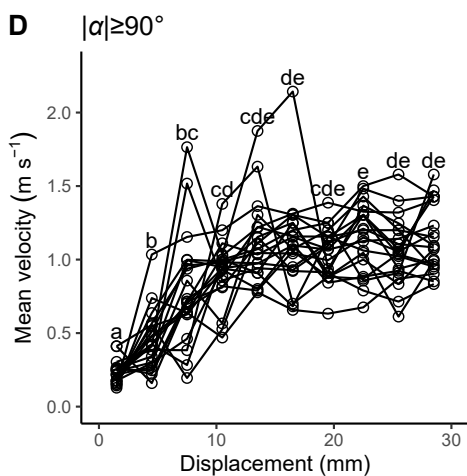 D |α|≥90°
de
cde
bc
cd
cde
e
de
de
b
a
2.0
1.5
1.0
0.5
0.0
Mean velocity (m s⁻¹)
0
10
20
30
Displacement (mm)